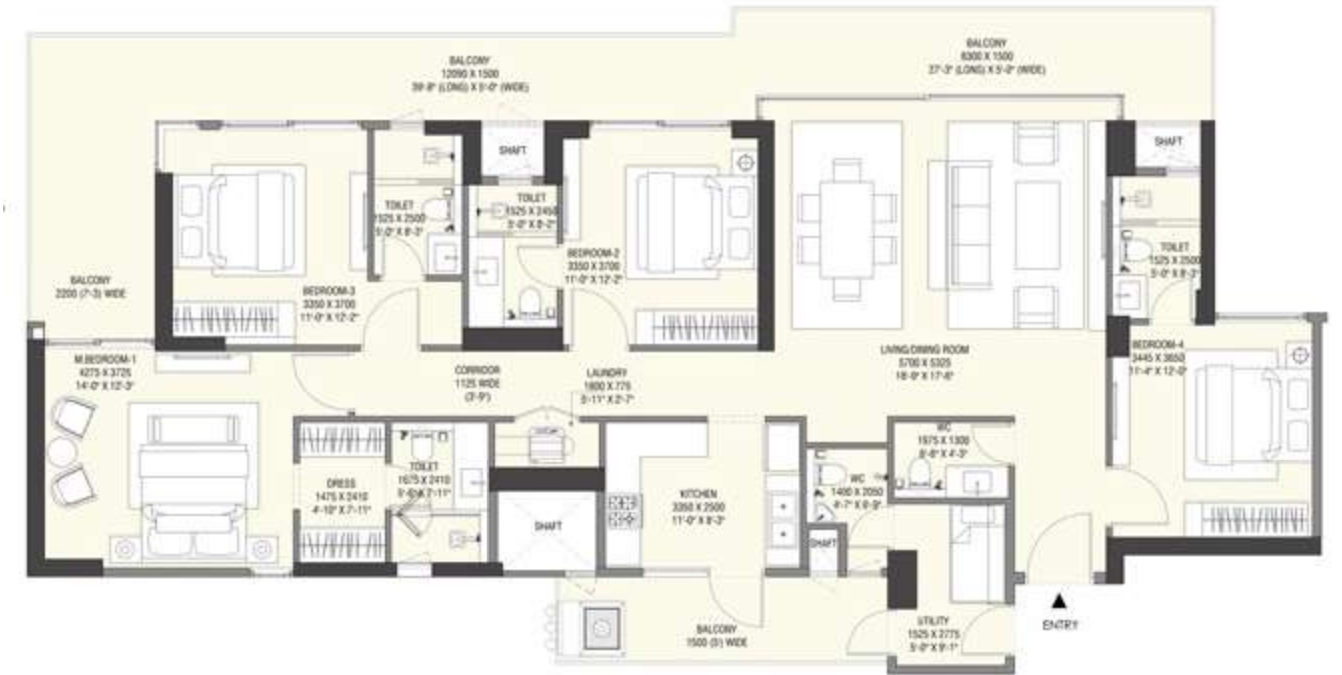 BALCONY
12090 X 1500
39'-8" (LONG) X 5'-0" (WIDE)
BALCONY
8300 X 1500
27'-3" (LONG) X 5'-0" (WIDE)
SHAFT
SHAFT
TOILET
1525 X 2500
5'-0" X 8'-3"
TOILET
1525 X 2450
5'-0" X 8'-2"
BEDROOM-2
3350 X 3700
11'-0" X 12'-2"
TOILET
1525 X 2500
5'-0" X 8'-3"
BALCONY
2200 (7'-3) WIDE
BEDROOM-3
3350 X 3700
11'-0" X 12'-2"
M.BEDROOM-1
4275 X 3725
14'-0" X 12'-3"
CORRIDOR
1125 WIDE
(3'-9")
LAUNDRY
1800 X 775
5'-11" X 2'-7"
LIVING/DINING ROOM
5700 X 5325
18'-9" X 17'-6"
BEDROOM-4
3445 X 3650
11'-4" X 12'-0"
WC
1975 X 1300
6'-6" X 4'-3"
DRESS
1475 X 2410
4'-10" X 7'-11"
TOILET
1675 X 2410
5'-6" X 7'-11"
SHAFT
KITCHEN
3350 X 2500
11'-0" X 8'-3"
WC
1400 X 2050
4'-7" X 6'-9"
SHAFT
BALCONY
1500 (5') WIDE
UTILITY
1525 X 2775
5'-0" X 9'-1"
ENTRY